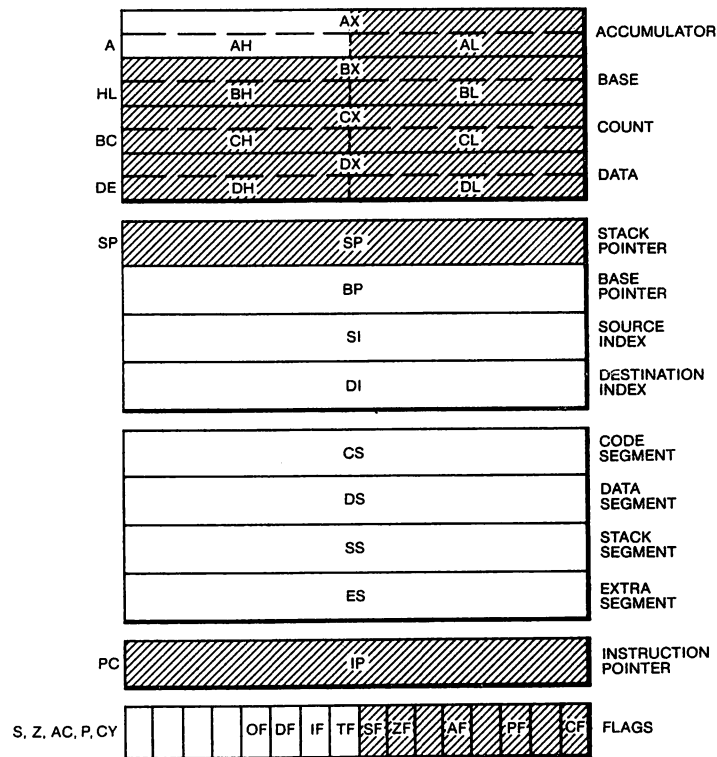 AX
ACCUMULATOR
A
AH
AL
BX
BASE
HL
BH
BL
CX
COUNT
BC
CH
CL
DX
DATA
DE
DH
DL
SP
SP
STACK
POINTER
BP
BASE
POINTER
SI
SOURCE
INDEX
DI
DESTINATION
INDEX
CS
CODE
SEGMENT
DS
DATA
SEGMENT
SS
STACK
SEGMENT
ES
EXTRA
SEGMENT
PC
IP
INSTRUCTION
POINTER
S, Z, AC, P, CY
OF
DF
IF
TF
SF
ZF
AF
PF
CF
FLAGS